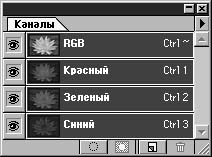 Каналы
RGB Ctrl ~
Красный Ctrl 1
Зеленый Ctrl 2
Синий Ctrl 3